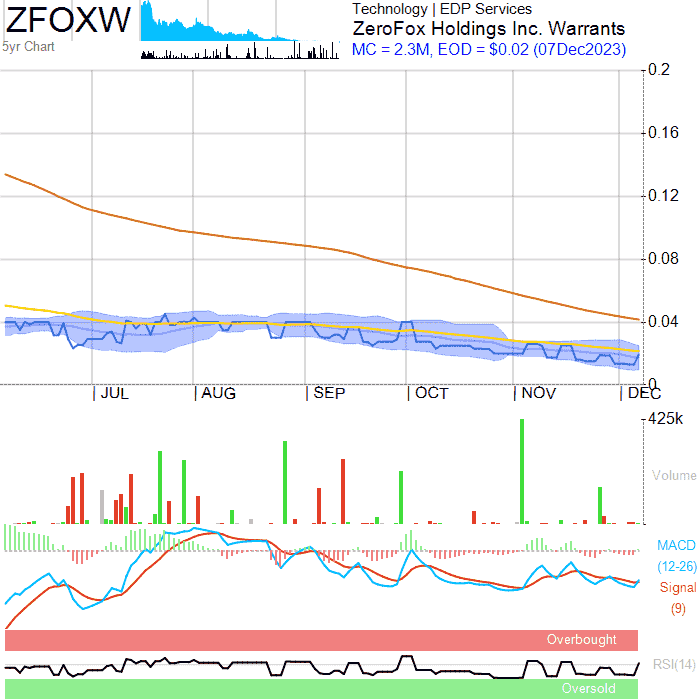 ZFOXW
5yr Chart
Technology | EDP Services
ZeroFox Holdings Inc. Warrants
MC = 2.3M, EOD = $0.02 (07Dec2023)
0.2
0.16
0.12
0.08
0.04
0
JUL AUG SEP OCT NOV DEC
425k
Volume
MACD
(12-26)
Signal
(9)
Overbought
RSI(14)
Oversold